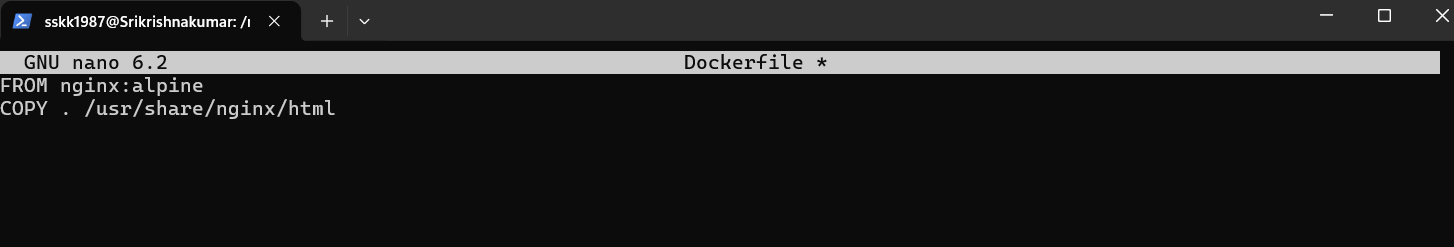 sskk1987@Srikrishnakumar: /r
GNU nano 6.2 Dockerfile *
FROM nginx:alpine
COPY . /usr/share/nginx/html